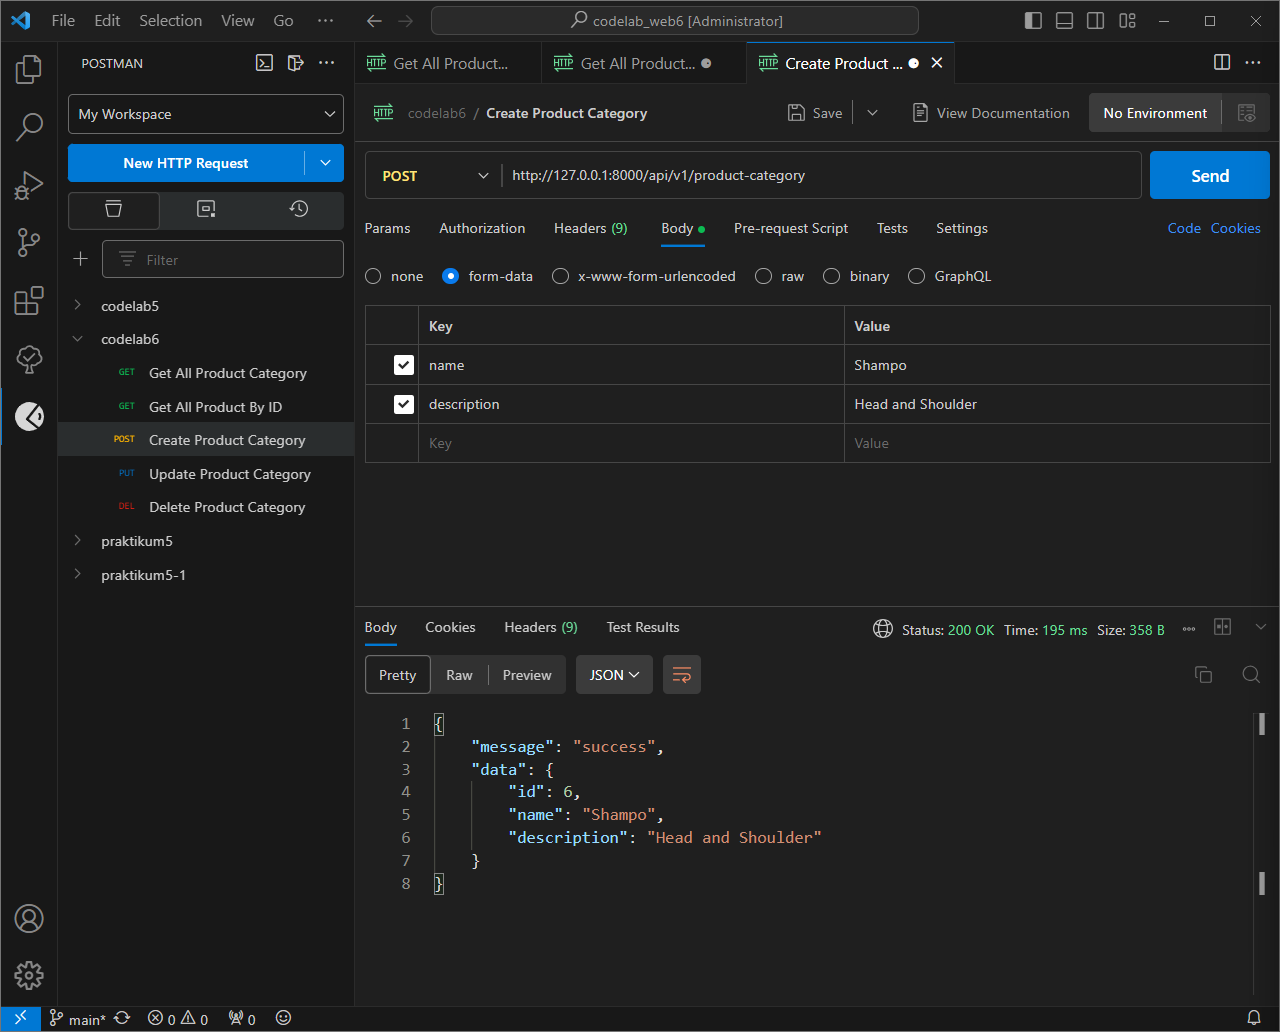 File Edit Selection View Go ··· codelab_web6 [Administrator]
POSTMAN
Get All Product... Get All Product... Create Product ...
My Workspace
HTTP codelab6 / Create Product Category Save View Documentation No Environment
New HTTP Request
POST http://127.0.0.1:8000/api/v1/product-category Send
Params Authorization Headers (9) Body Pre-request Script Tests Settings Code Cookies
Filter
none form-data x-www-form-urlencoded raw binary GraphQL
codelab5
codelab6
GET Get All Product Category
GET Get All Product By ID
POST Create Product Category
PUT Update Product Category
DEL Delete Product Category
praktikum5
praktikum5-1
Key Value
name Shampo
description Head and Shoulder
Key Value
Body Cookies Headers (9) Test Results Status: 200 OK Time: 195 ms Size: 358 B
Pretty Raw Preview JSON
1 {
2 "message": "success",
3 "data": {
4 "id": 6,
5 "name": "Shampo",
6 "description": "Head and Shoulder"
7 }
8 }
main* 0 0 0